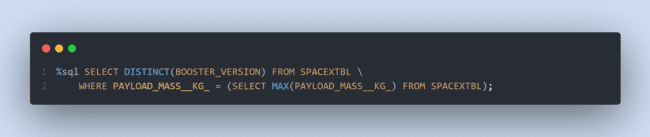 1 %sql SELECT DISTINCT(BOOSTER_VERSION) FROM SPACEXTBL \
2     WHERE PAYLOAD_MASS__KG_ = (SELECT MAX(PAYLOAD_MASS__KG_) FROM SPACEXTBL);